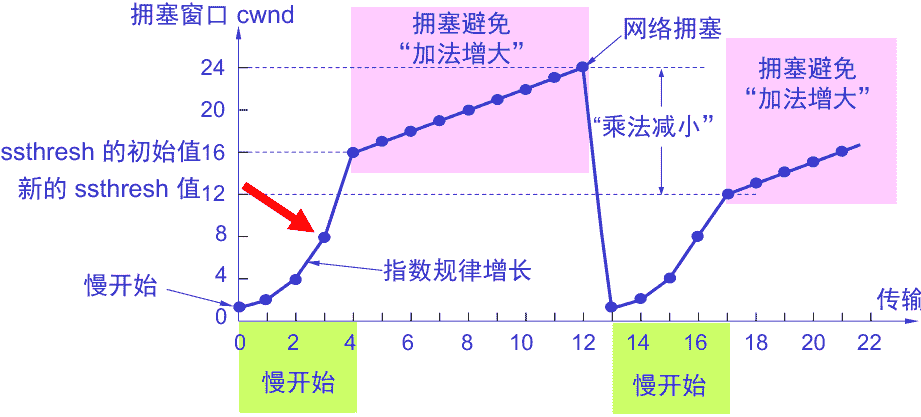 拥塞窗口 cwnd
拥塞避免
“加法增大”
网络拥塞
拥塞避免
“加法增大”
24
20
“乘法减小”
ssthresh 的初始值 16
新的 ssthresh 值 12
8
4
指数规律增长
慢开始
0
传输
0 2 4 6 8 10 12 14 16 18 20 22
慢开始
慢开始